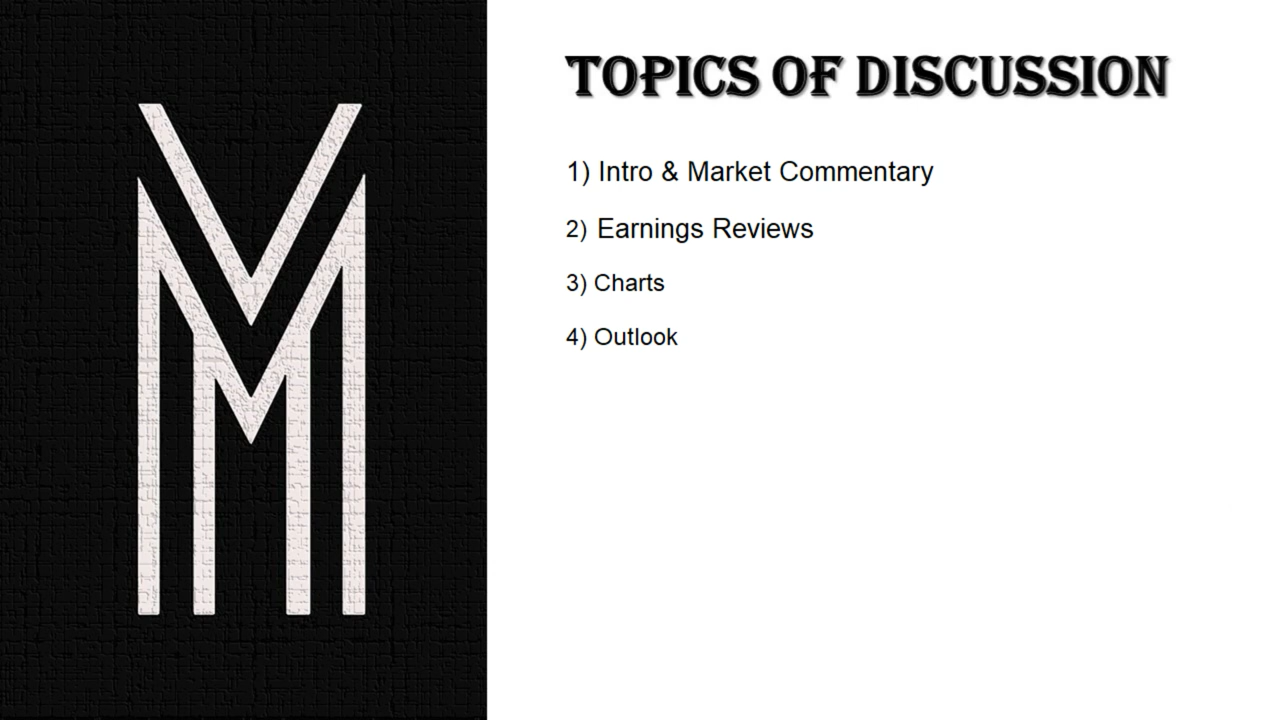 TOPICS OF DISCUSSION
1) Intro & Market Commentary
2) Earnings Reviews
3) Charts
4) Outlook